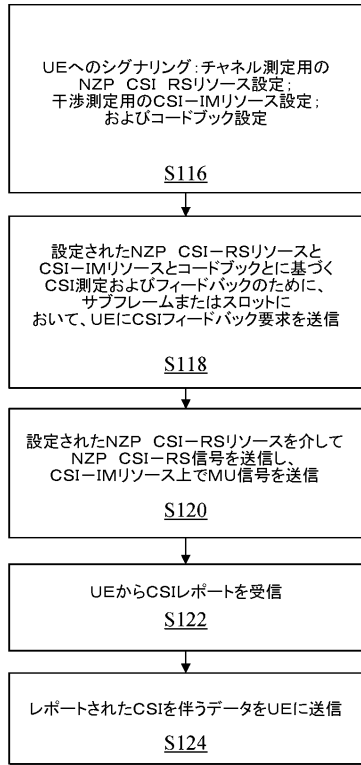 UEへのシグナリング：チャネル測定用の
NZP CSI RSリソース設定；
干渉測定用のCSI－IMリソース設定；
およびコードブック設定
S116
設定されたNZP CSI－RSリソースと
CSI－IMリソースとコードブックとに基づく
CSI測定およびフィードバックのために、
サブフレームまたはスロットに
おいて、UEにCSIフィードバック要求を送信
S118
設定されたNZP CSI－RSリソースを介して
NZP CSI－RS信号を送信し、
CSI－IMリソース上でMU信号を送信
S120
UEからCSIレポートを受信
S122
レポートされたCSIを伴うデータをUEに送信
S124